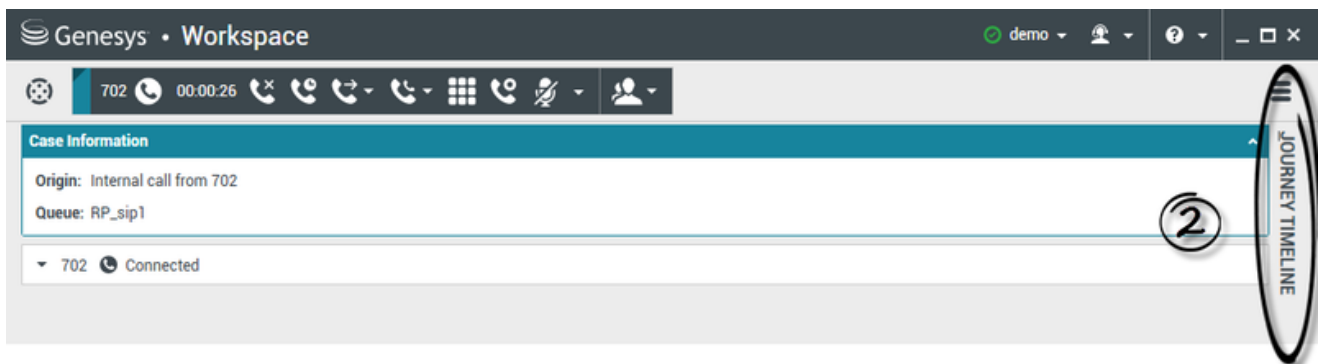 Genesys • Workspace demo
702 00:00:26
Case Information
Origin: Internal call from 702
Queue: RP_sip1
702 Connected
2
JOURNEY TIMELINE